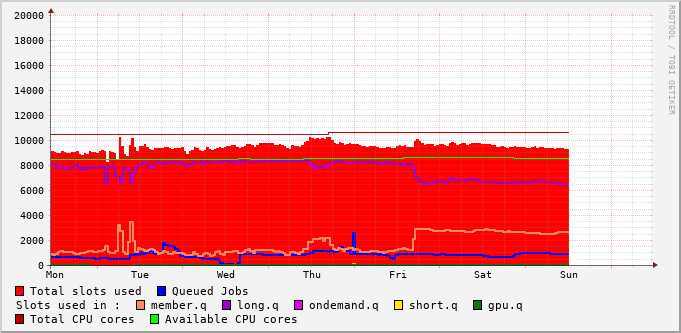 20000
18000
16000
14000
12000
10000
8000
6000
4000
2000
0
Mon Tue Wed Thu Fri Sat Sun
Total slots used Queued Jobs
Slots used in : member.q long.q ondemand.q short.q gpu.q
Total CPU cores Available CPU cores
RRDTOOL / TOBI OETIKER